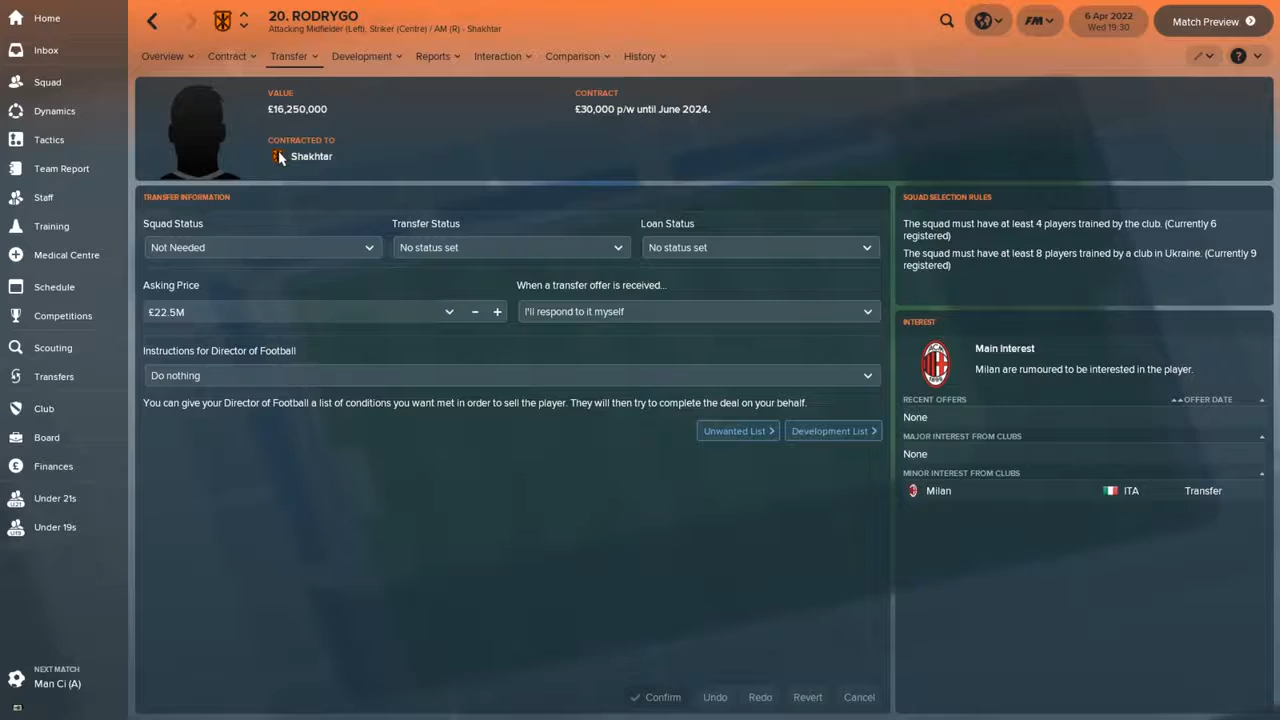 Home
Inbox
Squad
Dynamics
Tactics
Team Report
Staff
Training
Medical Centre
Schedule
Competitions
Scouting
Transfers
Club
Board
Finances
Under 21s
Under 19s
NEXT MATCH
Man Ci (A)
20. RODRYGO
Attacking Midfielder (Left), Striker (Centre) / AM (R) - Shakhtar
FM
6 Apr 2022
Wed 19:30
Match Preview
Overview
Contract
Transfer
Development
Reports
Interaction
Comparison
History
VALUE
£16,250,000
CONTRACTED TO
Shakhtar
CONTRACT
£30,000 p/w until June 2024.
TRANSFER INFORMATION
Squad Status
Transfer Status
Loan Status
Not Needed
No status set
No status set
Asking Price
When a transfer offer is received...
£22.5M
I'll respond to it myself
Instructions for Director of Football
Do nothing
You can give your Director of Football a list of conditions you want met in order to sell the player. They will then try to complete the deal on your behalf.
Unwanted List
Development List
Confirm
Undo
Redo
Revert
Cancel
SQUAD SELECTION RULES
The squad must have at least 4 players trained by the club. (Currently 6
registered)
The squad must have at least 8 players trained by a club in Ukraine. (Currently 9
registered)
INTEREST
Main Interest
Milan are rumoured to be interested in the player.
RECENT OFFERS
OFFER DATE
None
MAJOR INTEREST FROM CLUBS
None
MINOR INTEREST FROM CLUBS
Milan
ITA
Transfer